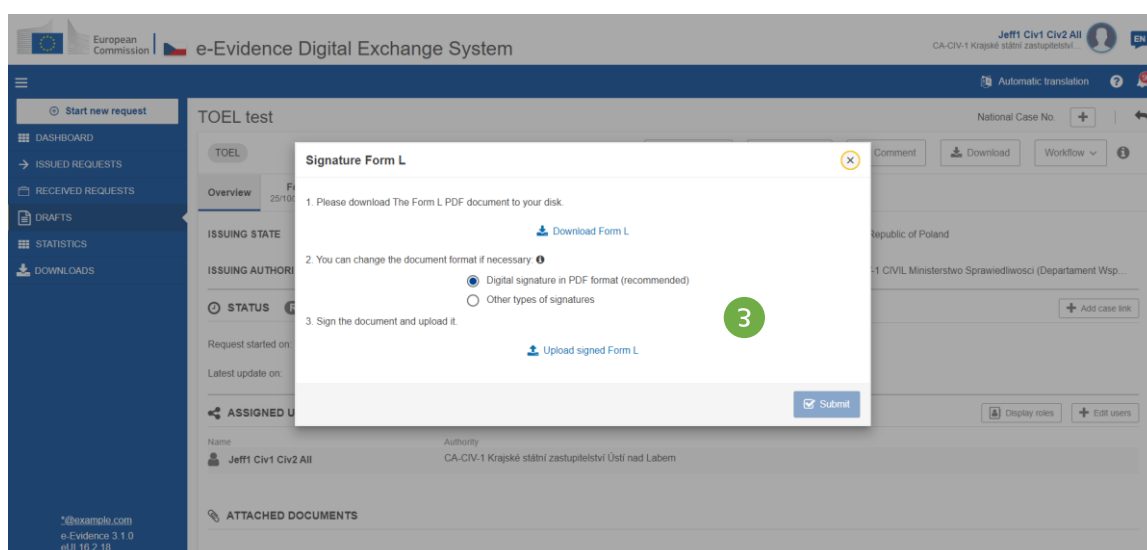 European
Commission
e-Evidence Digital Exchange System
Jeff1 Civ1 Civ2 All
CA-CIV-1 Krajské státní zastupitelství...
EN
Automatic translation
Start new request
DASHBOARD
ISSUED REQUESTS
RECEIVED REQUESTS
DRAFTS
STATISTICS
DOWNLOADS
*@example.com
e-Evidence 3.1.0
eUI 16.2.18
TOEL test
National Case No.
TOEL
Comment
Download
Workflow
Overview
25/10/
ISSUING STATE
Republic of Poland
ISSUING AUTHORI
-1 CIVIL Ministerstwo Sprawiedliwosci (Departament Wsp...
STATUS
Add case link
Request started on:
Latest update on:
Signature Form L
1. Please download The Form L PDF document to your disk.
Download Form L
2. You can change the document format if necessary:
Digital signature in PDF format (recommended)
Other types of signatures
3
3. Sign the document and upload it.
Upload signed Form L
Submit
ASSIGNED U
Display roles
Edit users
Name
Authority
Jeff1 Civ1 Civ2 All
CA-CIV-1 Krajské státní zastupitelství Ústí nad Labem
ATTACHED DOCUMENTS